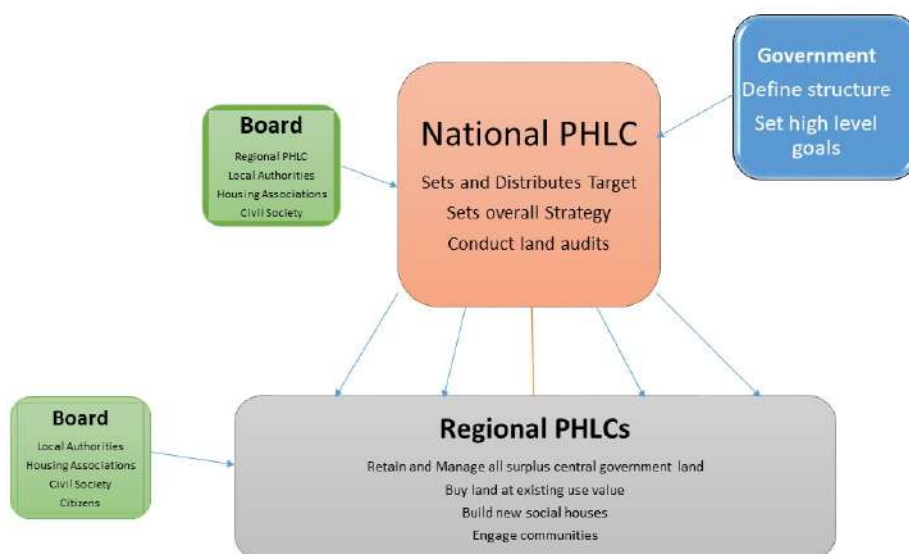 Government
Define structure
Set high level
goals
Board
Regional PHLC
Local Authorities
Housing Associations
Civil Society
National PHLC
Sets and Distributes Target
Sets overall Strategy
Conduct land audits
Board
Local Authorities
Housing Associations
Civil Society
Citizens
Regional PHLCs
Retain and Manage all surplus central government land
Buy land at existing use value
Build new social houses
Engage communities